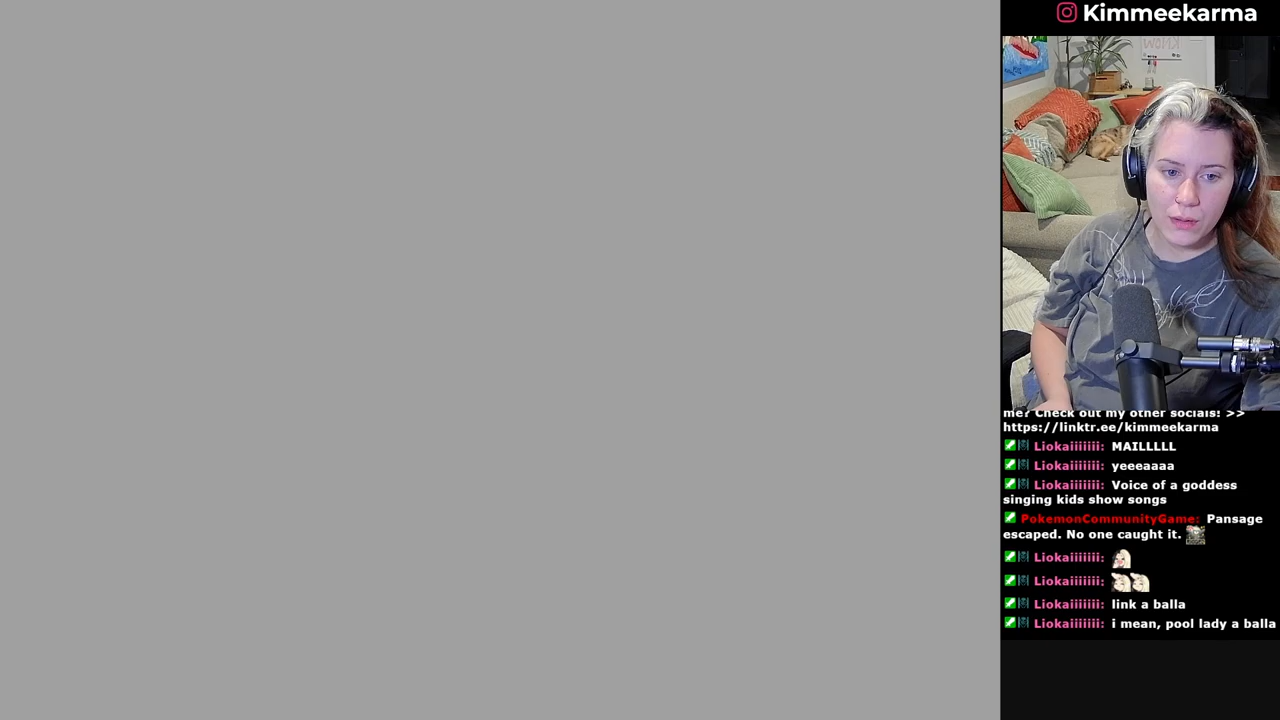 Kimmeekarma
me? Check out my other socials! >>
https://linktr.ee/kimmeekarma
Liokaiiiiiii: MAILLLLL
Liokaiiiiiii: yeeeaaaa
Liokaiiiiiii: Voice of a goddess
singing kids show songs
PokemonCommunityGame: Pansage
escaped. No one caught it.
Liokaiiiiiii:
Liokaiiiiiii:
Liokaiiiiiii: link a balla
Liokaiiiiiii: i mean, pool lady a balla